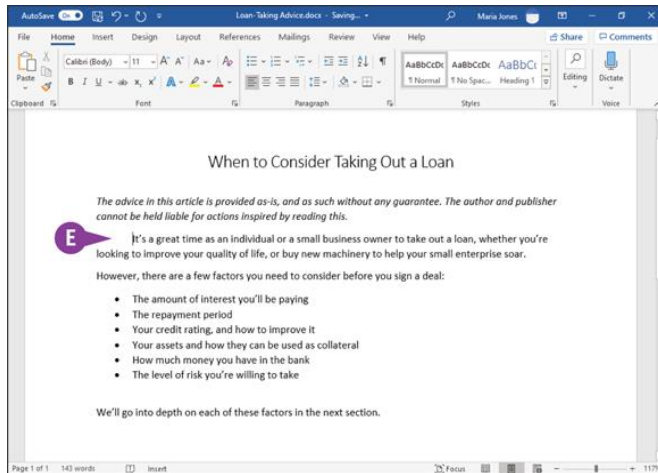 AutoSave On Loan-Taking Advice.docx - Saving... Maria Jones
File Home Insert Design Layout References Mailings Review View Help Share Comments
Calibri (Body) 11 A A Aa A
Paste B I U ab x, x² A A AaBbCcDc AaBbCcDc AaBbCc Editing Dictate
¶ Normal ¶ No Spac... Heading 1
Clipboard Font Paragraph Styles Voice
When to Consider Taking Out a Loan
The advice in this article is provided as-is, and as such without any guarantee. The author and publisher
cannot be held liable for actions inspired by reading this.
E It's a great time as an individual or a small business owner to take out a loan, whether you're
looking to improve your quality of life, or buy new machinery to help your small enterprise soar.
However, there are a few factors you need to consider before you sign a deal:
• The amount of interest you'll be paying
• The repayment period
• Your credit rating, and how to improve it
• Your assets and how they can be used as collateral
• How much money you have in the bank
• The level of risk you're willing to take
We'll go into depth on each of these factors in the next section.
Page 1 of 1 143 words Insert Focus